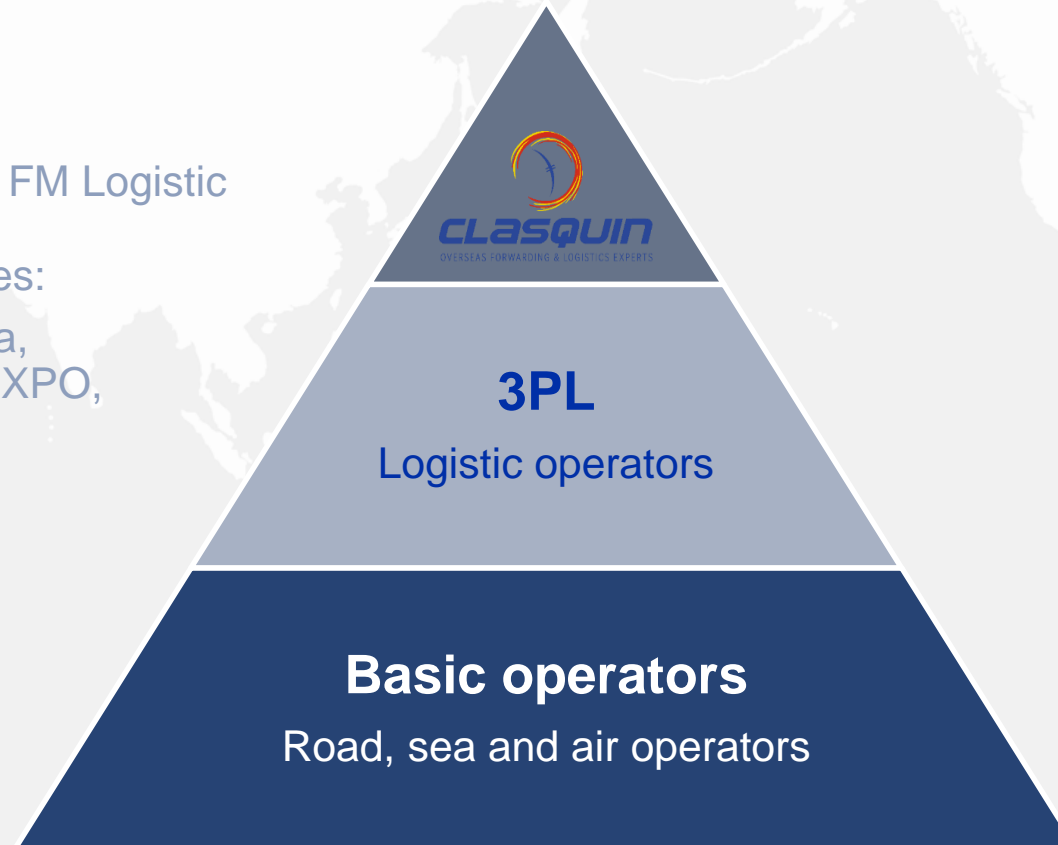 CLASQUIN
OVERSEAS FORWARDING & LOGISTICS EXPERTS
FM Logistic
es:
a,
XPO,
3PL
Logistic operators
Basic operators
Road, sea and air operators